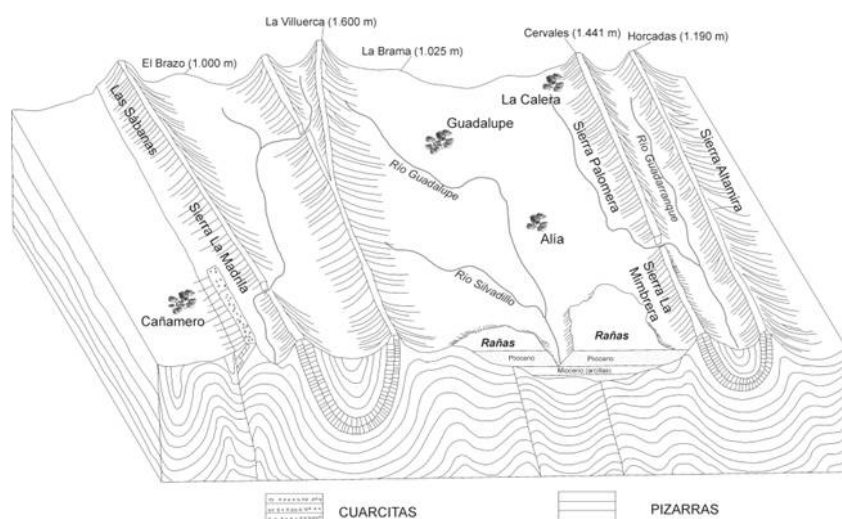 La Villuerca (1.600 m)
El Brazo (1.000 m)
La Brama (1.025 m)
Cervales (1.441 m)
Horcadas (1.190 m)
Las Sábanas
La Calera
Guadalupe
Sierra Palomera
Río Guadarranque
Sierra Altamira
Río Guadalupe
Sierra La Madrila
Alía
Río Silvadillo
Sierra La Mimbrera
Cañamero
Rañas
Rañas
Pioceno
Pioceno
Mioceno (arcillas)
CUARCITAS
PIZARRAS